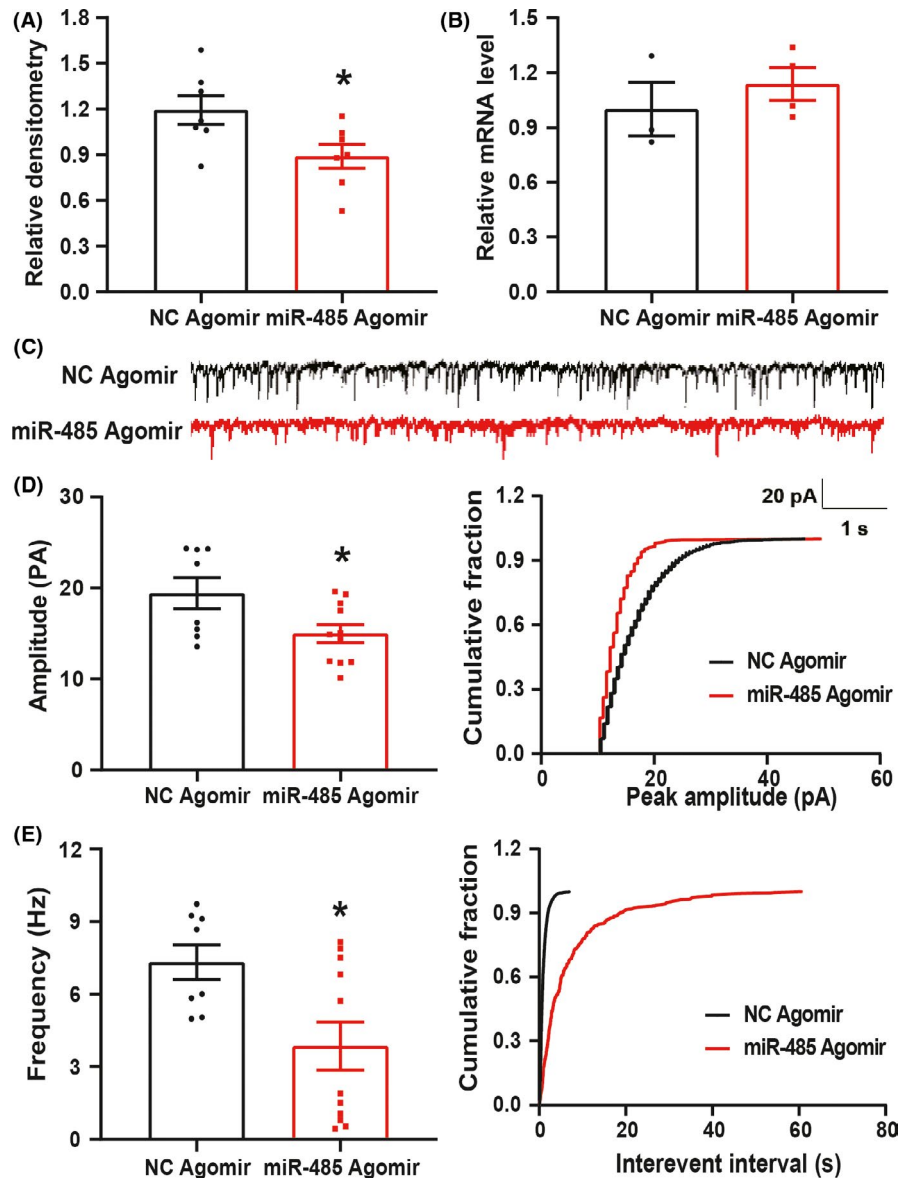 (A)
Relative densitometry
1.8
1.5
1.2
0.9
0.6
0.3
0.0
*
NC Agomir miR-485 Agomir
(B)
Relative mRNA level
1.5
1.2
0.9
0.6
0.3
0.0
NC Agomir miR-485 Agomir
(C)
NC Agomir
miR-485 Agomir
20 pA
1 s
(D)
Amplitude (PA)
30
20
10
0
*
NC Agomir miR-485 Agomir
Cumulative fraction
1.2
0.9
0.6
0.3
0.0
NC Agomir
miR-485 Agomir
0 20 40 60
Peak amplitude (pA)
(E)
Frequency (Hz)
12
9
6
3
0
*
NC Agomir miR-485 Agomir
Cumulative fraction
1.2
0.9
0.6
0.3
0.0
NC Agomir
miR-485 Agomir
0 20 40 60 80
Interevent interval (s)